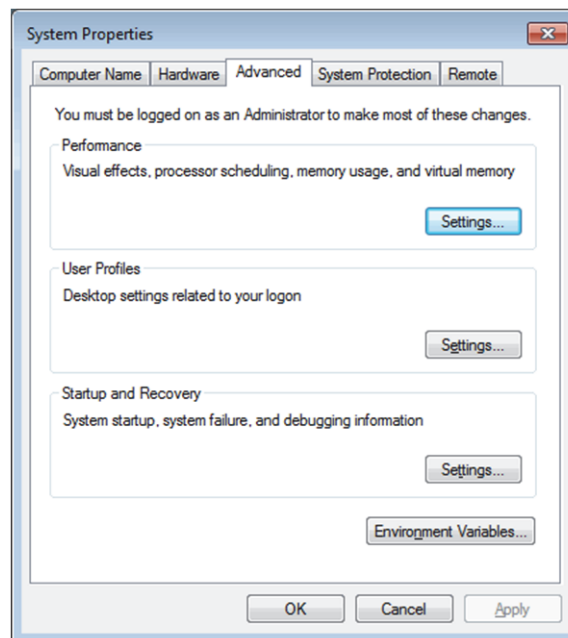 System Properties
Computer Name Hardware Advanced System Protection Remote
You must be logged on as an Administrator to make most of these changes.
Performance
Visual effects, processor scheduling, memory usage, and virtual memory
Settings...
User Profiles
Desktop settings related to your logon
Settings...
Startup and Recovery
System startup, system failure, and debugging information
Settings...
Environment Variables...
OK Cancel Apply